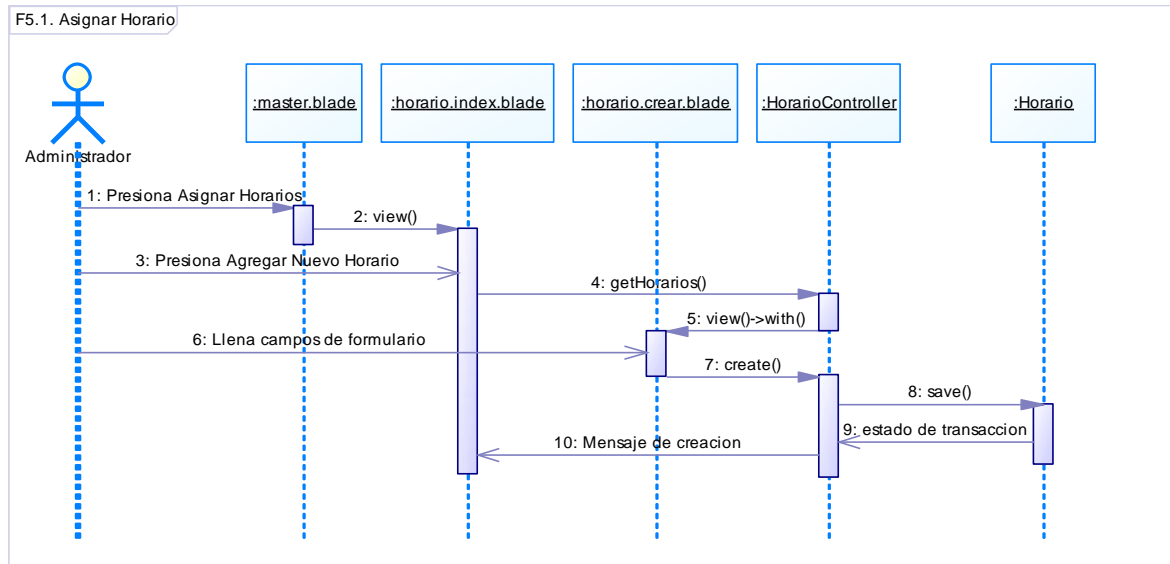 F5.1. Asignar Horario
Administrador
:master.blade
:horario.index.blade
:horario.crear.blade
:HorarioController
:Horario
1: Presiona Asignar Horarios
2: view()
3: Presiona Agregar Nuevo Horario
4: getHorarios()
5: view()->with()
6: Llena campos de formulario
7: create()
8: save()
9: estado de transaccion
10: Mensaje de creacion